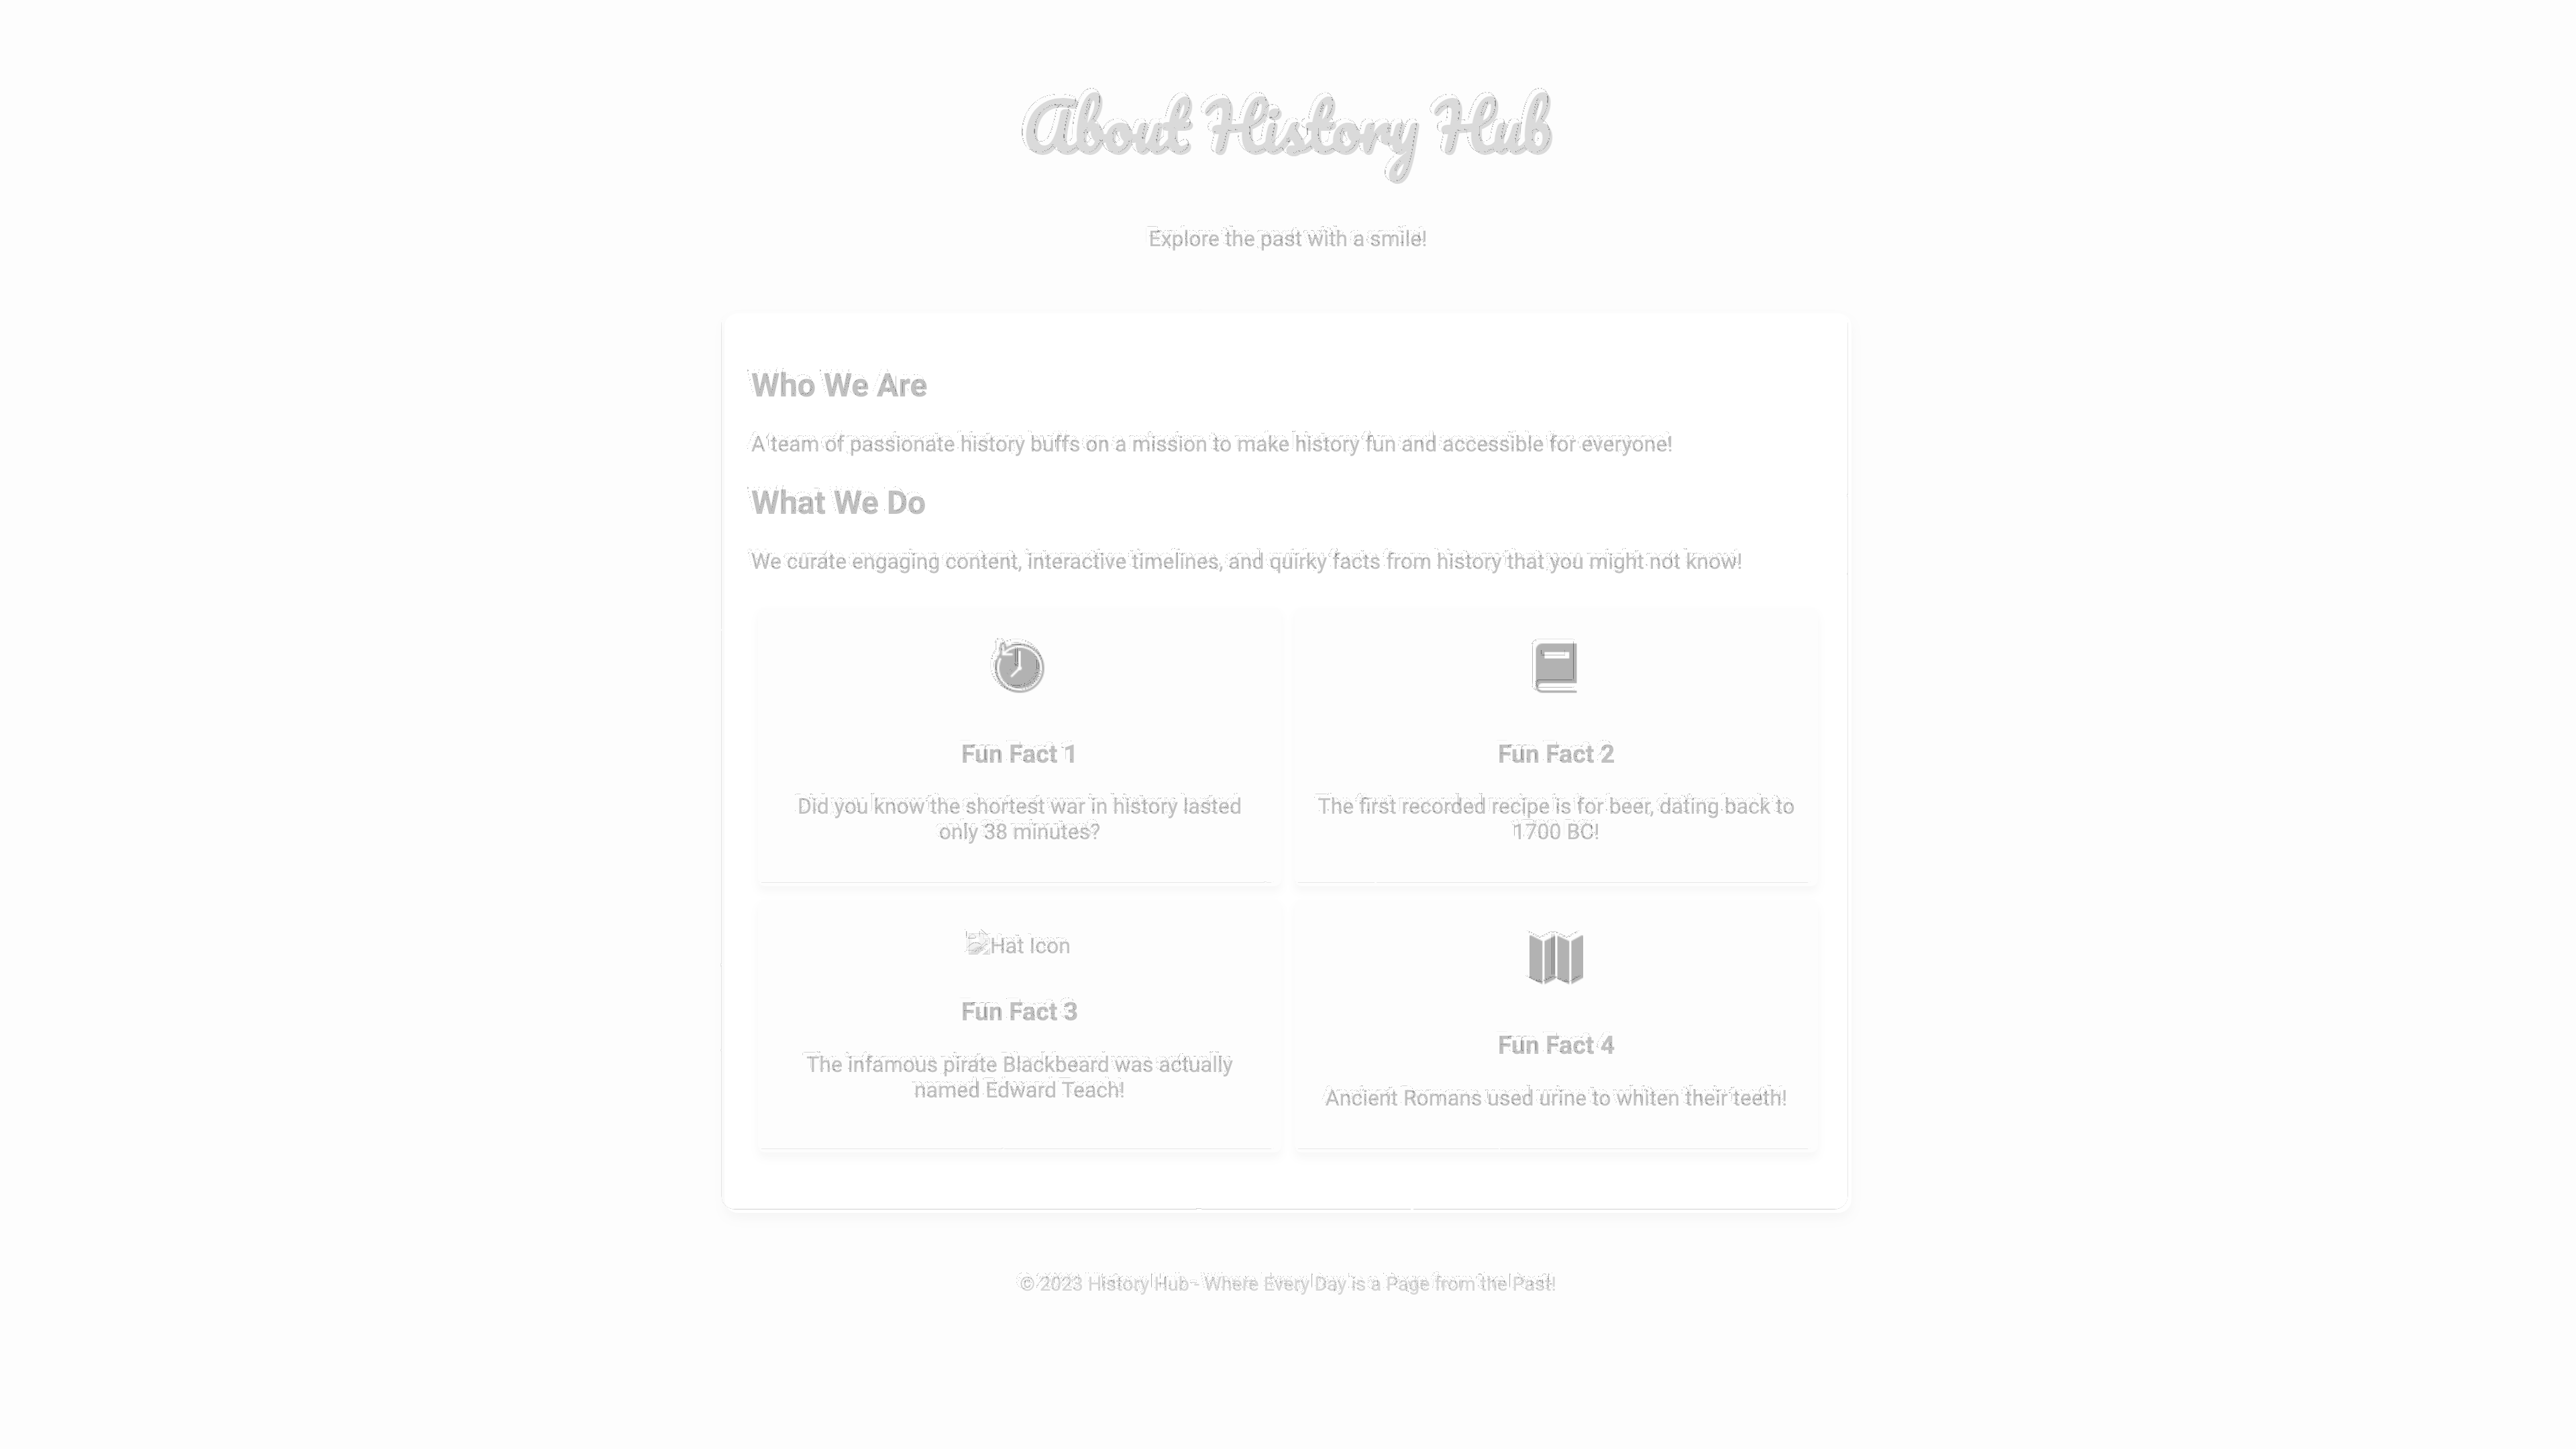 About History Hub
Explore the past with a smile!
Who We Are
A team of passionate history buffs on a mission to make history fun and accessible for everyone!
What We Do
We curate engaging content, interactive timelines, and quirky facts from history that you might not know!
Fun Fact 1
Did you know the shortest war in history lasted
only 38 minutes?
Fun Fact 2
The first recorded recipe is for beer, dating back to
1700 BC!
Hat Icon
Fun Fact 3
The infamous pirate Blackbeard was actually
named Edward Teach!
Fun Fact 4
Ancient Romans used urine to whiten their teeth!
© 2023 History Hub - Where Every Day is a Page from the Past!